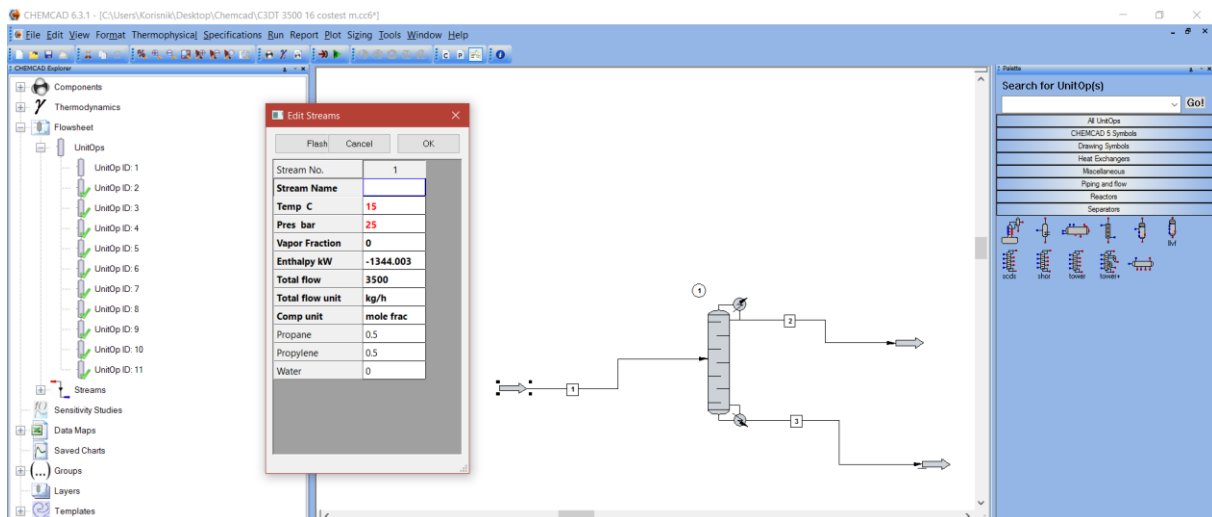 CHEMCAD 6.3.1 - [C:\Users\Korisnik\Desktop\Chemcad\C3DT 3500 16 costest m.cc6*]
File Edit View Format Thermophysical Specifications Run Report Plot Sizing Tools Window Help
CHEMCAD Explorer
Components
Thermodynamics
Flowsheet
UnitOps
UnitOp ID: 1
UnitOp ID: 2
UnitOp ID: 3
UnitOp ID: 4
UnitOp ID: 5
UnitOp ID: 6
UnitOp ID: 7
UnitOp ID: 8
UnitOp ID: 9
UnitOp ID: 10
UnitOp ID: 11
Streams
Sensitivity Studies
Data Maps
Saved Charts
Groups
Layers
Templates
Edit Streams
Flash Cancel OK
Stream No. 1
Stream Name
Temp C 15
Pres bar 25
Vapor Fraction 0
Enthalpy kW -1344.003
Total flow 3500
Total flow unit kg/h
Comp unit mole frac
Propane 0.5
Propylene 0.5
Water 0
1
2
1
3
Palette
Search for UnitOp(s)
Go!
All UnitOps
CHEMCAD 5 Symbols
Drawing Symbols
Heat Exchangers
Miscellaneous
Piping and flow
Reactors
Separators
llvf
scds shor tower tower+